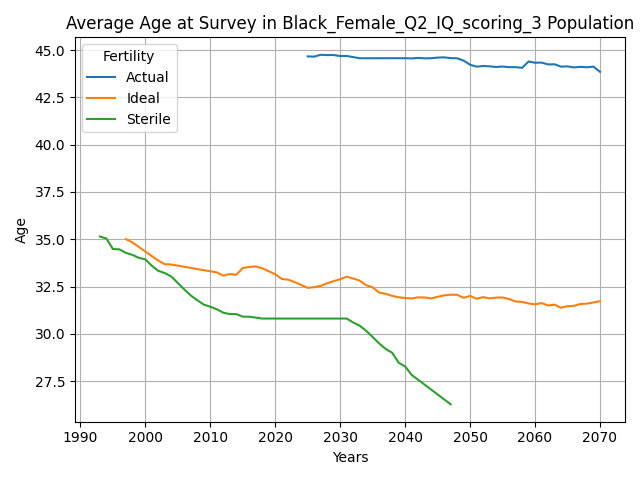 Average Age at Survey in Black_Female_Q2_IQ_scoring_3 Population
Fertility
Actual
Ideal
Sterile
45.0
42.5
40.0
37.5
35.0
32.5
30.0
27.5
Age
1990 2000 2010 2020 2030 2040 2050 2060 2070
Years